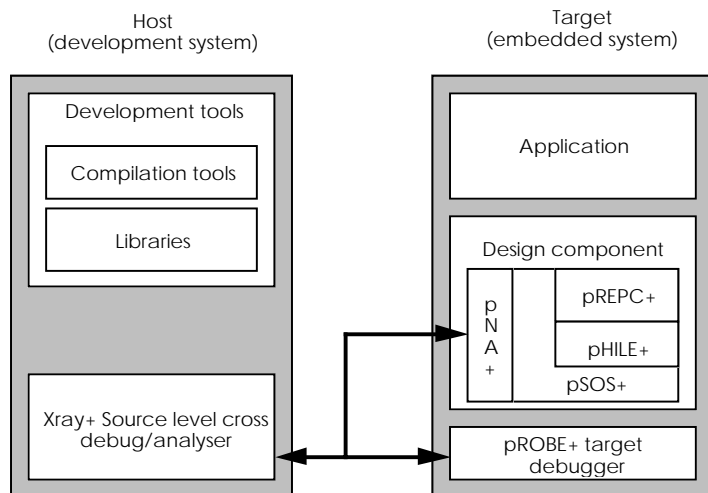 Host
(development system)
Development tools
Compilation tools
Libraries
Xray+ Source level cross
debug/analyser
Target
(embedded system)
Application
Design component
p
N
A
+
pREPC+
pHILE+
pSOS+
pROBE+ target
debugger